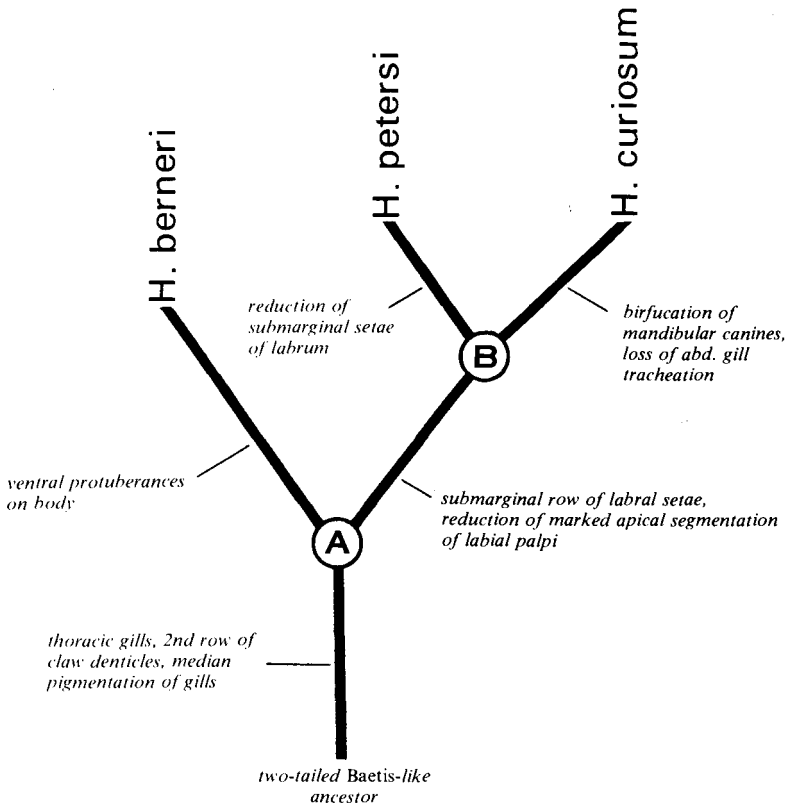 H. berneri
H. petersi
H. curiosum
reduction of
submarginal setae
of labrum
birfucation of
mandibular canines,
loss of abd. gill
tracheation
B
ventral protuberances
on body
submarginal row of labral setae,
reduction of marked apical segmentation
of labial palpi
A
thoracic gills, 2nd row of
claw denticles, median
pigmentation of gills
two-tailed Baetis-like
ancestor